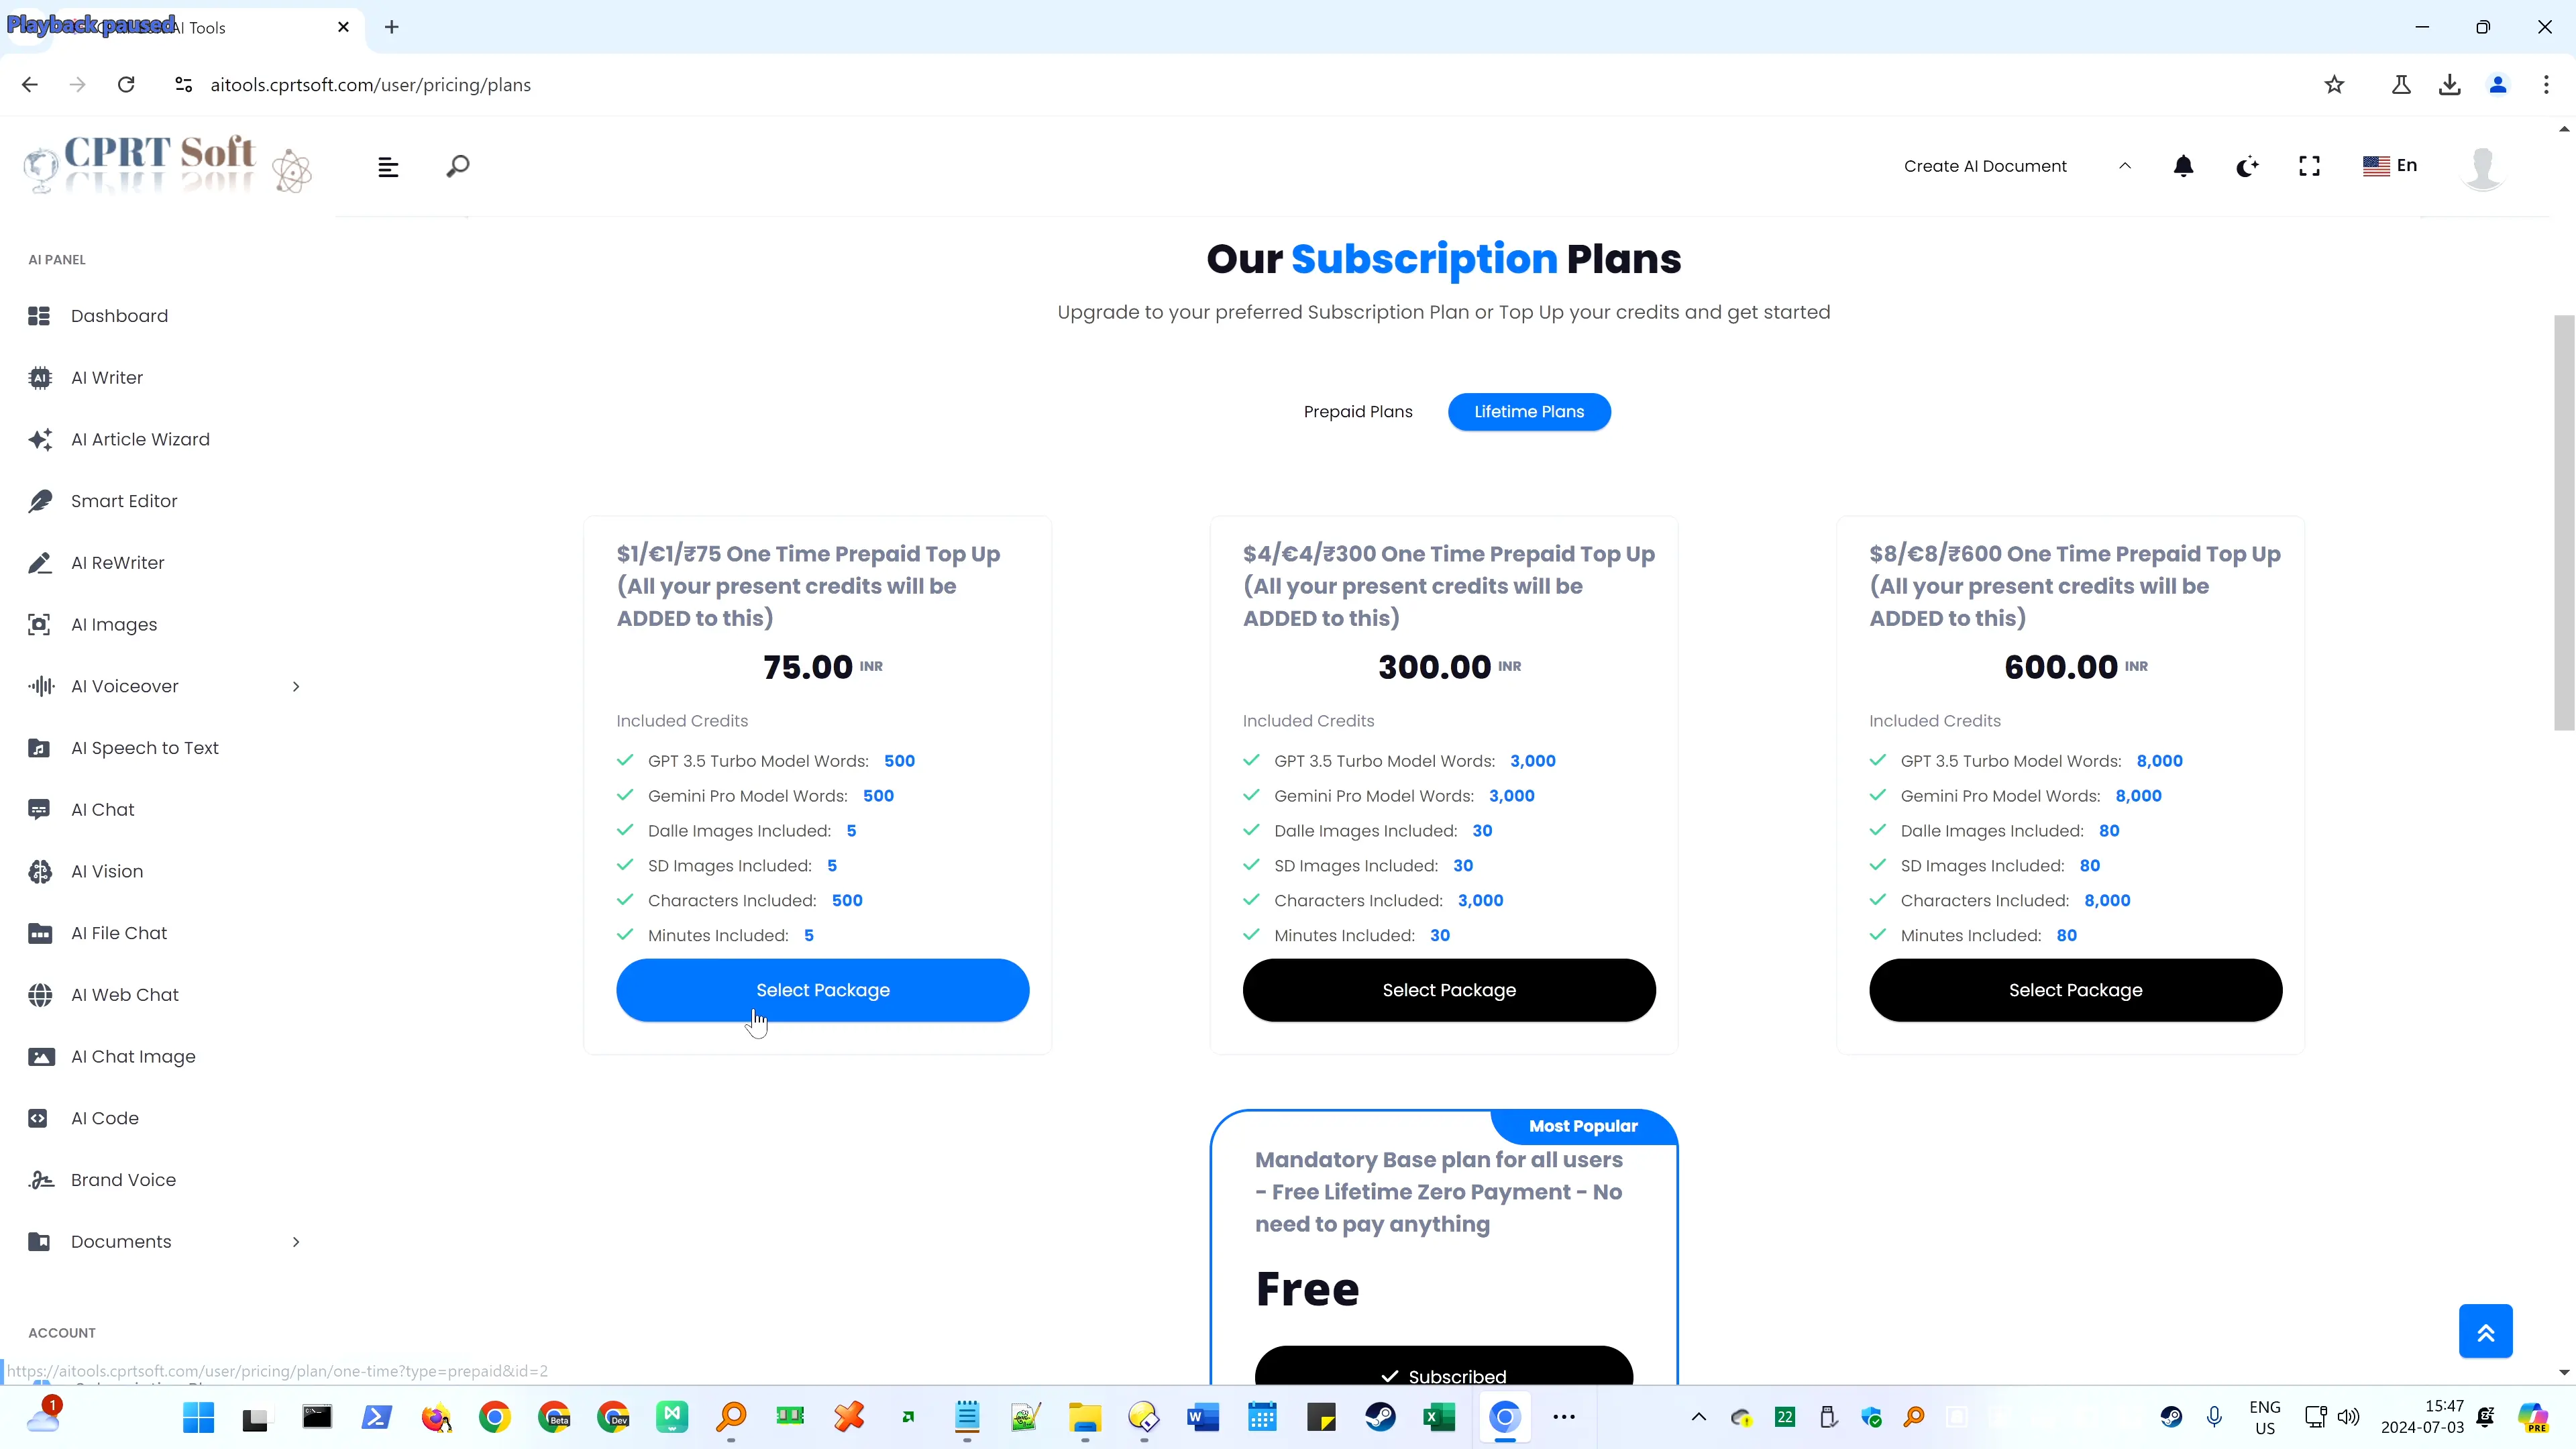 Playback paused
AI Tools
aitools.cprtsoft.com/user/pricing/plans
CPRT Soft
Create AI Document
En
AI PANEL
Dashboard
AI Writer
AI Article Wizard
Smart Editor
AI ReWriter
AI Images
AI Voiceover
AI Speech to Text
AI Chat
AI Vision
AI File Chat
AI Web Chat
AI Chat Image
AI Code
Brand Voice
Documents
ACCOUNT
https://aitools.cprtsoft.com/user/pricing/plan/one-time?type=prepaid&id=2
Our Subscription Plans
Upgrade to your preferred Subscription Plan or Top Up your credits and get started
Prepaid Plans
Lifetime Plans
$1/€1/₹75 One Time Prepaid Top Up
(All your present credits will be
ADDED to this)
75.00 INR
Included Credits
GPT 3.5 Turbo Model Words: 500
Gemini Pro Model Words: 500
Dalle Images Included: 5
SD Images Included: 5
Characters Included: 500
Minutes Included: 5
Select Package
$4/€4/₹300 One Time Prepaid Top Up
(All your present credits will be
ADDED to this)
300.00 INR
Included Credits
GPT 3.5 Turbo Model Words: 3,000
Gemini Pro Model Words: 3,000
Dalle Images Included: 30
SD Images Included: 30
Characters Included: 3,000
Minutes Included: 30
Select Package
$8/€8/₹600 One Time Prepaid Top Up
(All your present credits will be
ADDED to this)
600.00 INR
Included Credits
GPT 3.5 Turbo Model Words: 8,000
Gemini Pro Model Words: 8,000
Dalle Images Included: 80
SD Images Included: 80
Characters Included: 8,000
Minutes Included: 80
Select Package
Most Popular
Mandatory Base plan for all users
- Free Lifetime Zero Payment - No
need to pay anything
Free
Subscribed
1
Beta
Dev
22
ENG
US
15:47
2024-07-03
PRE